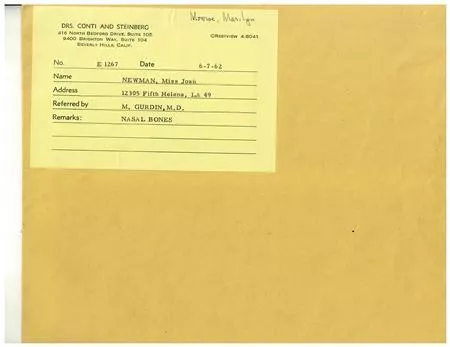 Monroe, Marilyn
DRS. CONTI AND STEINBERG
416 NORTH BEDFORD DRIVE, SUITE 105
9400 BRIGHTON WAY, SUITE 104
BEVERLY HILLS, CALIF.
CRESTVIEW 4-8041
No. E 1267 Date 6-7-62
Name NEWMAN, Miss Joan
Address 12305 Fifth Helena, LA 49
Referred by M. GURDIN, M.D.
Remarks: NASAL BONES